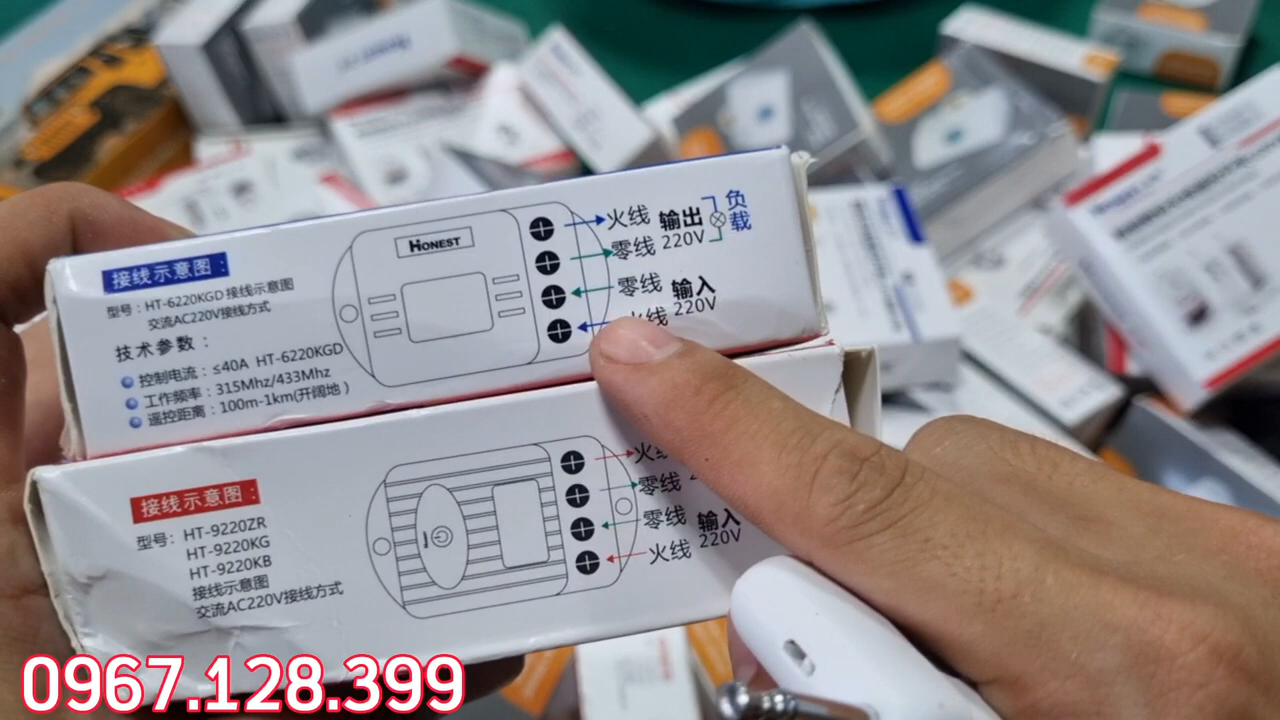 接线示意图:
型号: HT-6220KGD 接线示意图
交流AC220V接线方式
技术参数:
控制电流: ≤40A HT-6220KGD
工作频率: 315Mhz/433Mhz
遥控距离: 100m-1km(开阔地)
HONEST
火线
零线
输出
220V
负载
零线
火线
输入
220V
接线示意图:
型号: HT-9220ZR
HT-9220KG
HT-9220KB
接线示意图
交流AC220V接线方式
火
零线
零线
火线
输入
220V
0967.128.399